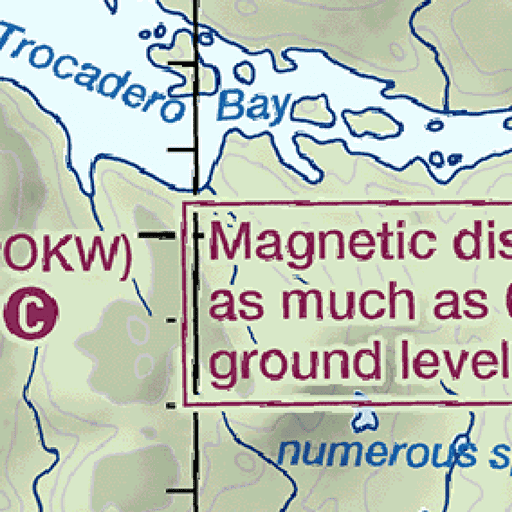 Trocadero Bay
OKW)
C
Magnetic dis
as much as
ground level
numerous s